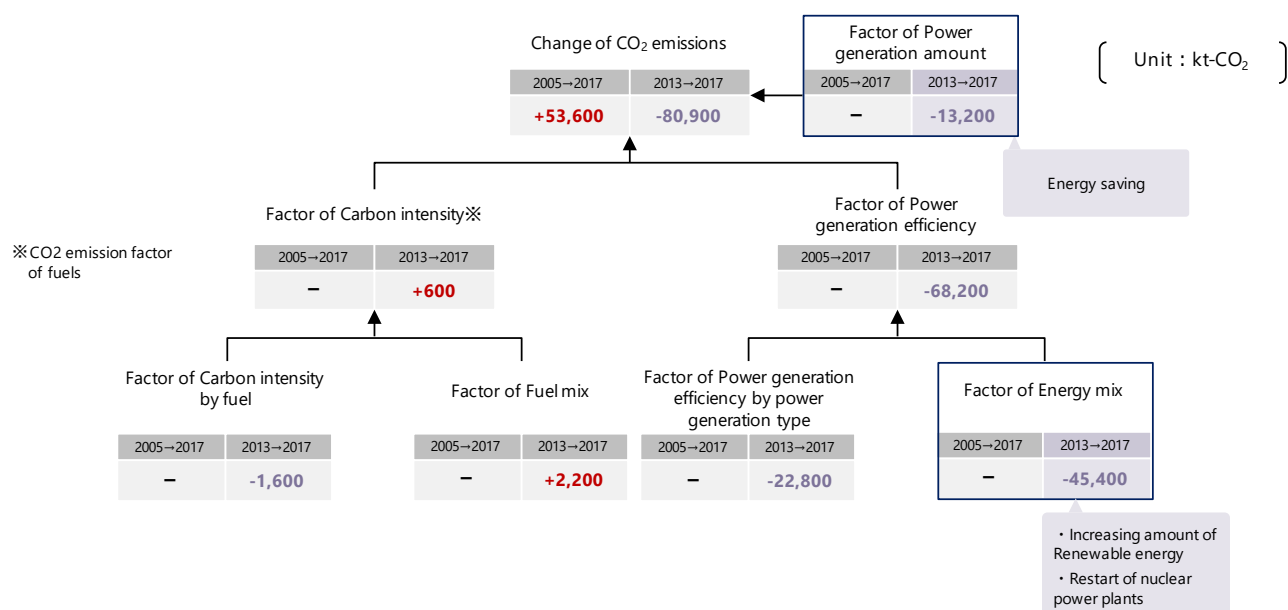 Change of CO₂ emissions
2005→2017 2013→2017
+53,600 -80,900
Factor of Power
generation amount
2005→2017 2013→2017
– -13,200
Unit：kt-CO₂
Energy saving
Factor of Carbon intensity※
2005→2017 2013→2017
– +600
※CO2 emission factor
of fuels
Factor of Power
generation efficiency
2005→2017 2013→2017
– -68,200
Factor of Carbon intensity
by fuel
2005→2017 2013→2017
– -1,600
Factor of Fuel mix
2005→2017 2013→2017
– +2,200
Factor of Power generation
efficiency by power
generation type
2005→2017 2013→2017
– -22,800
Factor of Energy mix
2005→2017 2013→2017
– -45,400
・Increasing amount of
Renewable energy
・Restart of nuclear
power plants